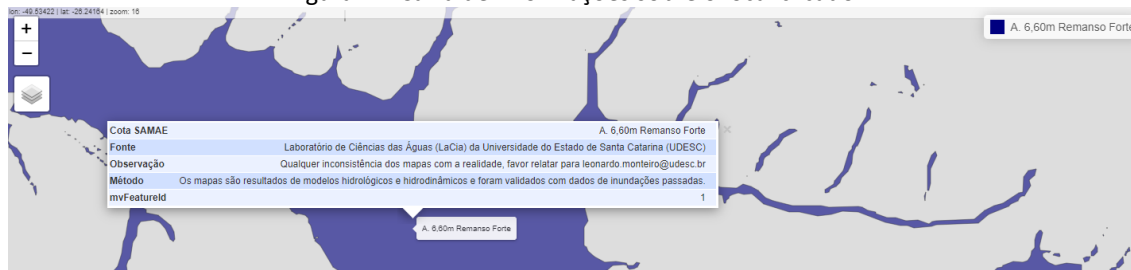 lon: -49.53422 | lat: -26.24164 | zoom: 16
+
−
A. 6,60m Remanso Forte
Cota SAMAE A. 6,60m Remanso Forte
Fonte Laboratório de Ciências das Águas (LaCia) da Universidade do Estado de Santa Catarina (UDESC)
Observação Qualquer inconsistência dos mapas com a realidade, favor relatar para leonardo.monteiro@udesc.br
Método Os mapas são resultados de modelos hidrológicos e hidrodinâmicos e foram validados com dados de inundações passadas.
mvFeatureId 1
A. 6,60m Remanso Forte